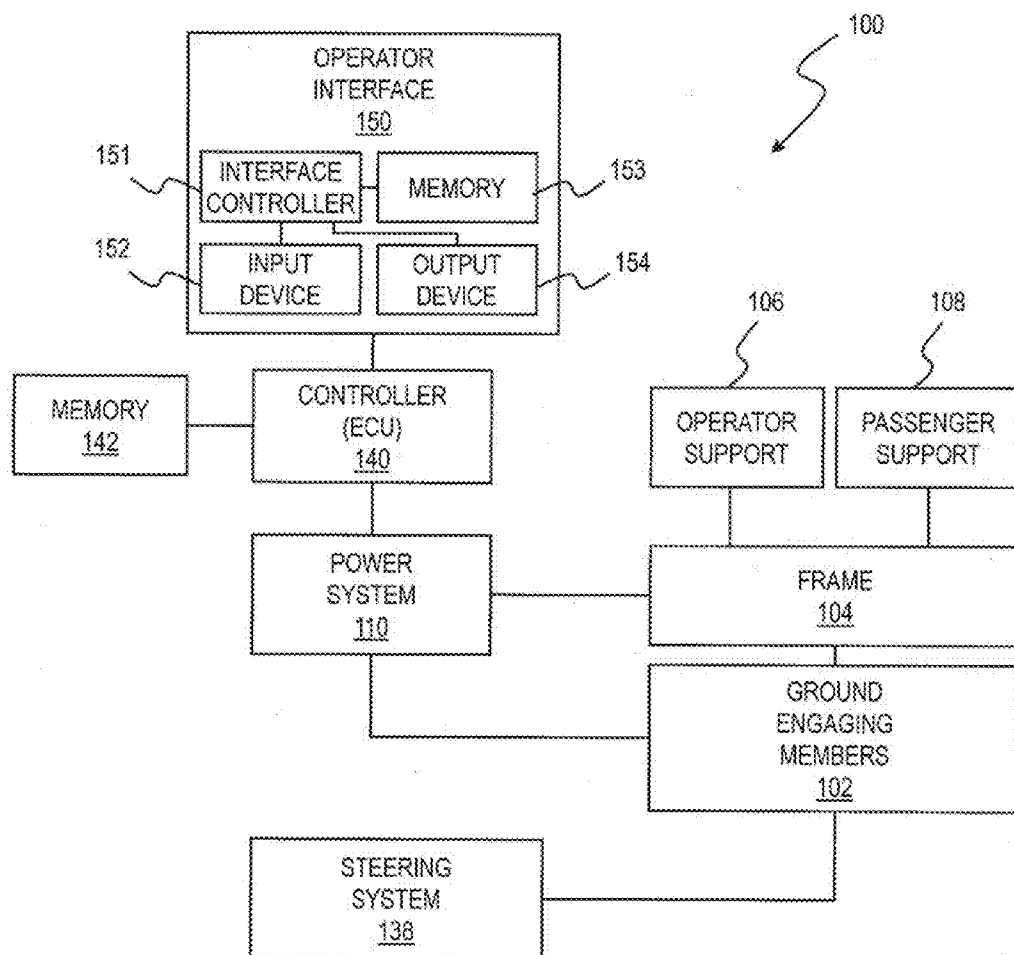 100
OPERATOR
INTERFACE
150
151
INTERFACE
CONTROLLER
MEMORY
153
152
INPUT
DEVICE
OUTPUT
DEVICE
154
106
108
MEMORY
142
CONTROLLER
(ECU)
140
OPERATOR
SUPPORT
PASSENGER
SUPPORT
POWER
SYSTEM
110
FRAME
104
GROUND
ENGAGING
MEMBERS
102
STEERING
SYSTEM
138